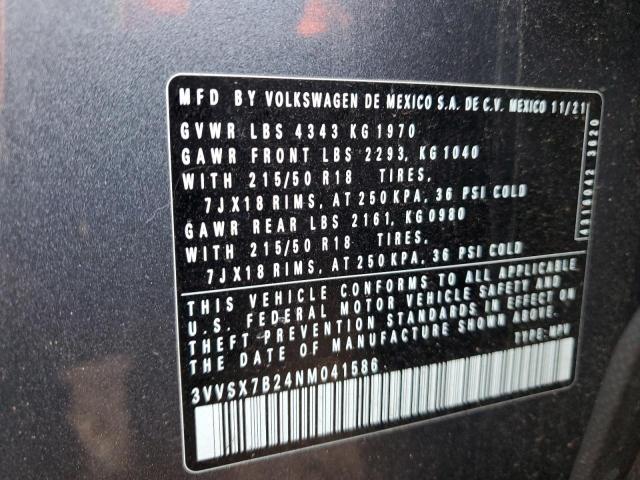 MFD BY VOLKSWAGEN DE MEXICO S.A. DE C.V. MEXICO 11/21
GVWR LBS 4343 KG 1970
GAWR FRONT LBS 2293, KG 1040
WITH 215/50 R18 TIRES,
7JX18 RIMS, AT 250 KPA, 36 PSI COLD
GAWR REAR LBS 2161, KG 0980
WITH 215/50 R18 TIRES,
7JX18 RIMS, AT 250 KPA, 36 PSI COLD
THIS VEHICLE CONFORMS TO ALL APPLICABLE
U.S. FEDERAL MOTOR VEHICLE SAFETY AND
THEFT PREVENTION STANDARDS IN EFFECT ON
THE DATE OF MANUFACTURE SHOWN ABOVE.
TYPE: MPV
3VVSX7B24NM041586
3620